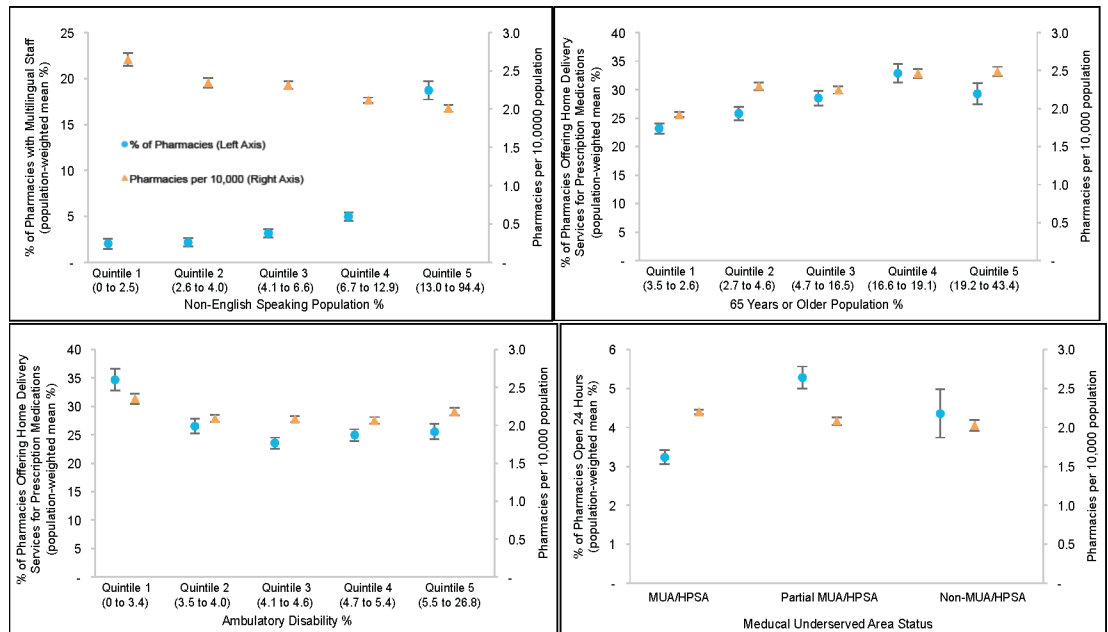 % of Pharmacies with Multilingual Staff
(population-weighted mean %)
25
20
15
10
5
-
3.0
2.5
2.0
1.5
1.0
0.5
-
Pharmacies per 10,0000 population
% of Pharmacies (Left Axis)
Pharmacies per 10,000 (Right Axis)
Quintile 1 Quintile 2 Quintile 3 Quintile 4 Quintile 5
(0 to 2.5) (2.6 to 4.0) (4.1 to 6.6) (6.7 to 12.9) (13.0 to 94.4)
Non-English Speaking Population %
% of Pharmacies Offering Home Delivery
Services for Prescription Medications
(population-weighted mean %)
40
35
30
25
20
15
10
5
-
3.0
2.5
2.0
1.5
1.0
0.5
-
Pharmacies per 10,000 population
Quintile 1 Quintile 2 Quintile 3 Quintile 4 Quintile 5
(3.5 to 2.6) (2.7 to 4.6) (4.7 to 16.5) (16.6 to 19.1) (19.2 to 43.4)
65 Years or Older Population %
% of Pharmacies Offering Home Delivery
Services for Prescription Medications
(population-weighted mean %)
40
35
30
25
20
15
10
5
-
3.0
2.5
2.0
1.5
1.0
0.5
-
Pharmacies per 10,000 population
Quintile 1 Quintile 2 Quintile 3 Quintile 4 Quintile 5
(0 to 3.4) (3.5 to 4.0) (4.1 to 4.6) (4.7 to 5.4) (5.5 to 26.8)
Ambulatory Disability %
% of Pharmacies Open 24 Hours
(population-weighted mean %)
6
5
4
3
2
1
-
3.0
2.5
2.0
1.5
1.0
0.5
-
Pharmacies per 10,000 population
MUA/HPSA Partial MUA/HPSA Non-MUA/HPSA
Meducal Underserved Area Status